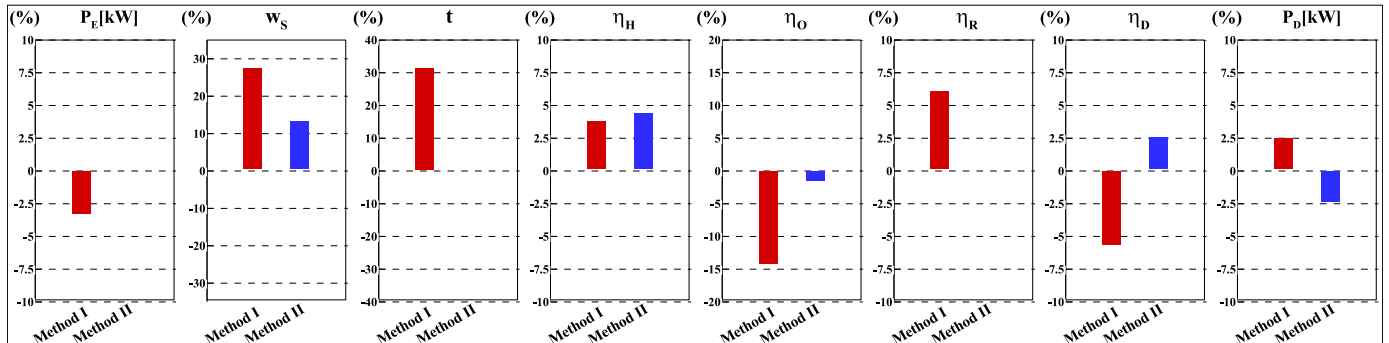 (%) P_E[kW]
10
7.5
5
2.5
0
-2.5
-5
-7.5
-10
Method I
Method II
(%) w_S
30
20
10
0
-10
-20
-30
Method I
Method II
(%) t
40
30
20
10
0
-10
-20
-30
-40
Method I
Method II
(%) η_H
10
7.5
5
2.5
0
-2.5
-5
-7.5
-10
Method I
Method II
(%) η_O
20
15
10
5
0
-5
-10
-15
-20
Method I
Method II
(%) η_R
10
7.5
5
2.5
0
-2.5
-5
-7.5
-10
Method I
Method II
(%) η_D
10
7.5
5
2.5
0
-2.5
-5
-7.5
-10
Method I
Method II
(%) P_D[kW]
10
7.5
5
2.5
0
-2.5
-5
-7.5
-10
Method I
Method II